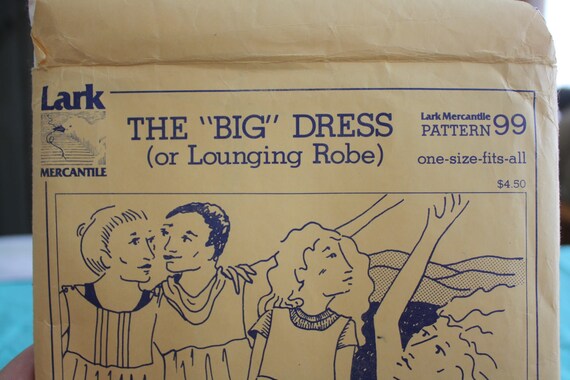 Lark
MERCANTILE
THE "BIG" DRESS
(or Lounging Robe)
Lark Mercantile
PATTERN 99
one-size-fits-all
$4.50